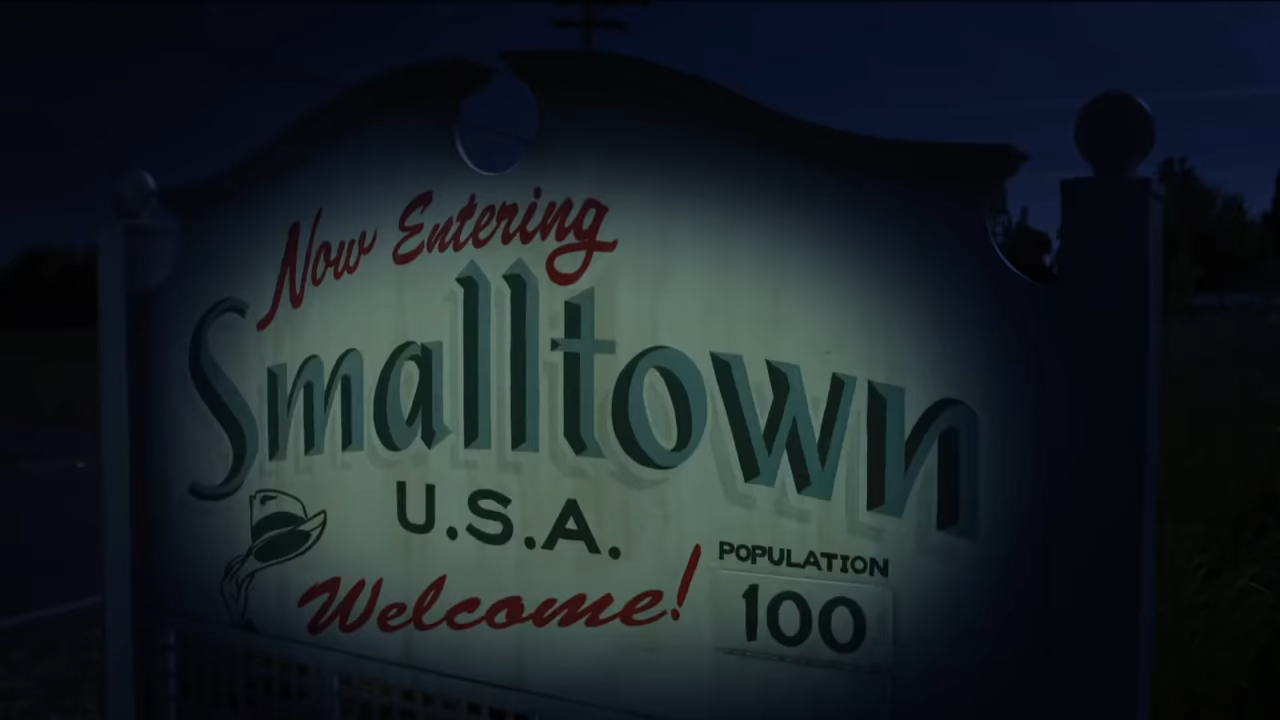 Now Entering
Smalltown
U.S.A.
Welcome!
POPULATION
100